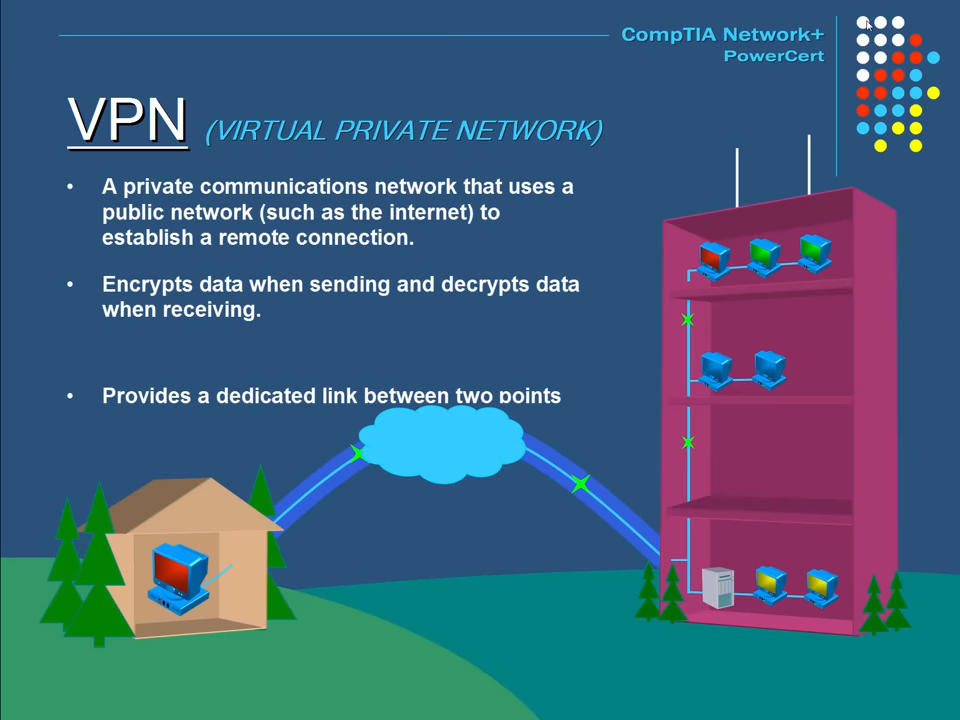 CompTIA Network+
PowerCert
VPN (VIRTUAL PRIVATE NETWORK)
• A private communications network that uses a
public network (such as the internet) to
establish a remote connection.
• Encrypts data when sending and decrypts data
when receiving.
• Provides a dedicated link between two points